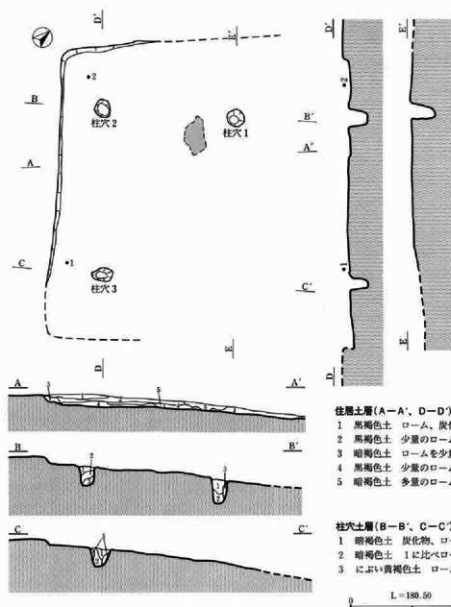 D′
E′
D′
E′
2
2
B
柱穴 2
柱穴 1
B′
A
A′
C
1
柱穴 3
1
C′
E
D
D
E
A
3
5
A′
B
2
3
B′
1
2
C
C′
住居土層(A－A′、D－D′)
1 黒褐色土 ローム、炭化
2 黒褐色土 少量のローム
3 暗褐色土 ロームを少量
4 黒褐色土 少量のローム
5 暗褐色土 多量のローム
柱穴土層(B－B′、C－C′)
1 暗褐色土 炭化物、ロー
2 暗褐色土 1に比べロー
3 にぶい黄褐色土 ローム
L＝180.50
0